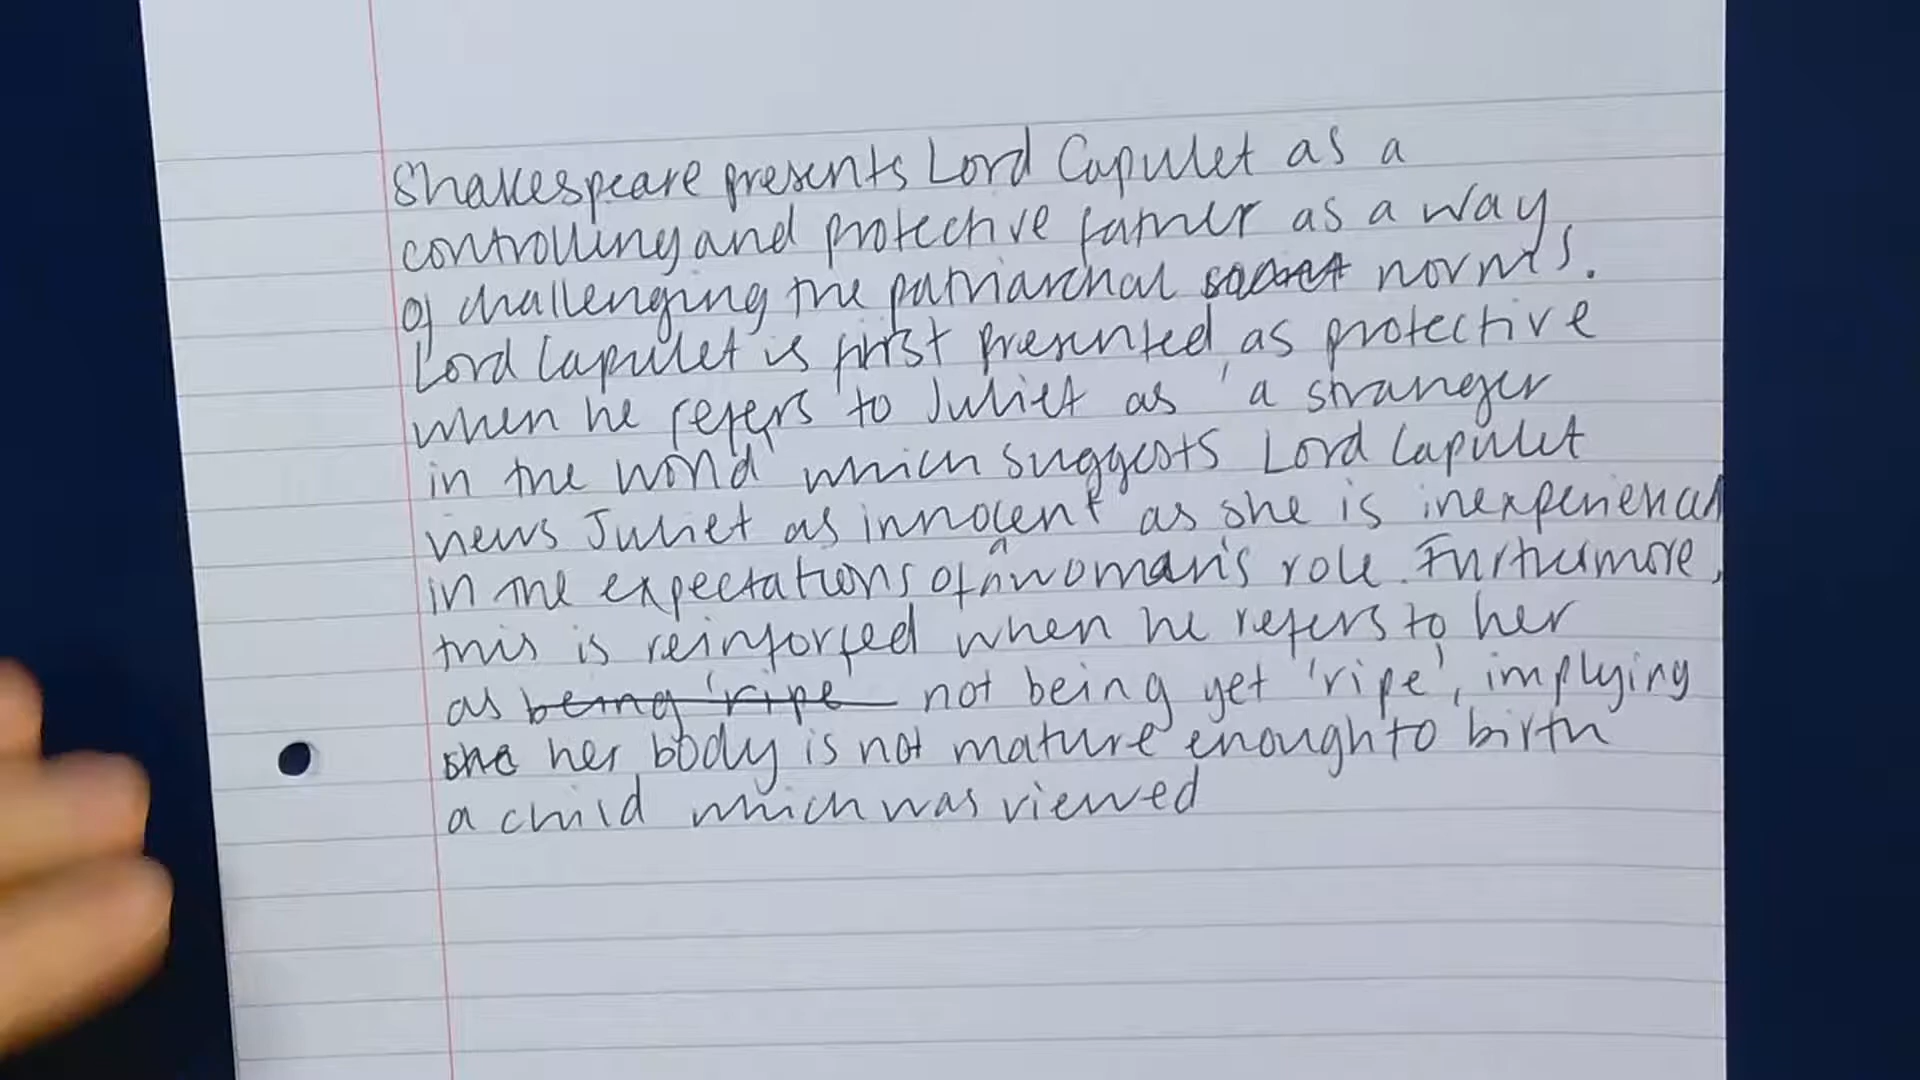 Shakespeare presents Lord Capulet as a
controlling and protective father as a way
of challenging the patriarchal norms.
Lord Capulet is first presented as protective
when he refers to Juliet as 'a stranger
in the world' which suggests Lord Capulet
views Juliet as innocent as she is inexperienced
in the expectations of a woman's role. Furthermore,
this is reinforced when he refers to her
as being 'ripe' not being yet 'ripe', implying
she her body is not mature enough to birth
a child which was viewed